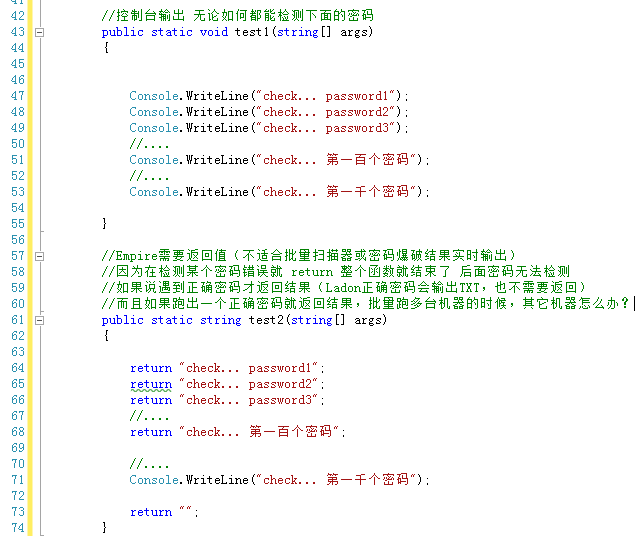 41
42 //控制台输出 无论如何都能检测下面的密码
43 public static void test1(string[] args)
44 {
45
46
47 Console.WriteLine("check... password1");
48 Console.WriteLine("check... password2");
49 Console.WriteLine("check... password3");
50 //....
51 Console.WriteLine("check... 第一百个密码");
52 //....
53 Console.WriteLine("check... 第一千个密码");
54
55 }
56
57 //Empire需要返回值（不适合批量扫描器或密码爆破结果实时输出）
58 //因为在检测某个密码错误就 return 整个函数就结束了 后面密码无法检测
59 //如果说遇到正确密码才返回结果（Ladon正确密码会输出TXT，也不需要返回）
60 //而且如果跑出一个正确密码就返回结果，批量跑多台机器的时候，其它机器怎么办？
61 public static string test2(string[] args)
62 {
63
64 return "check... password1";
65 return "check... password2";
66 return "check... password3";
67 //....
68 return "check... 第一百个密码";
69
70 //....
71 Console.WriteLine("check... 第一千个密码");
72
73 return "";
74 }